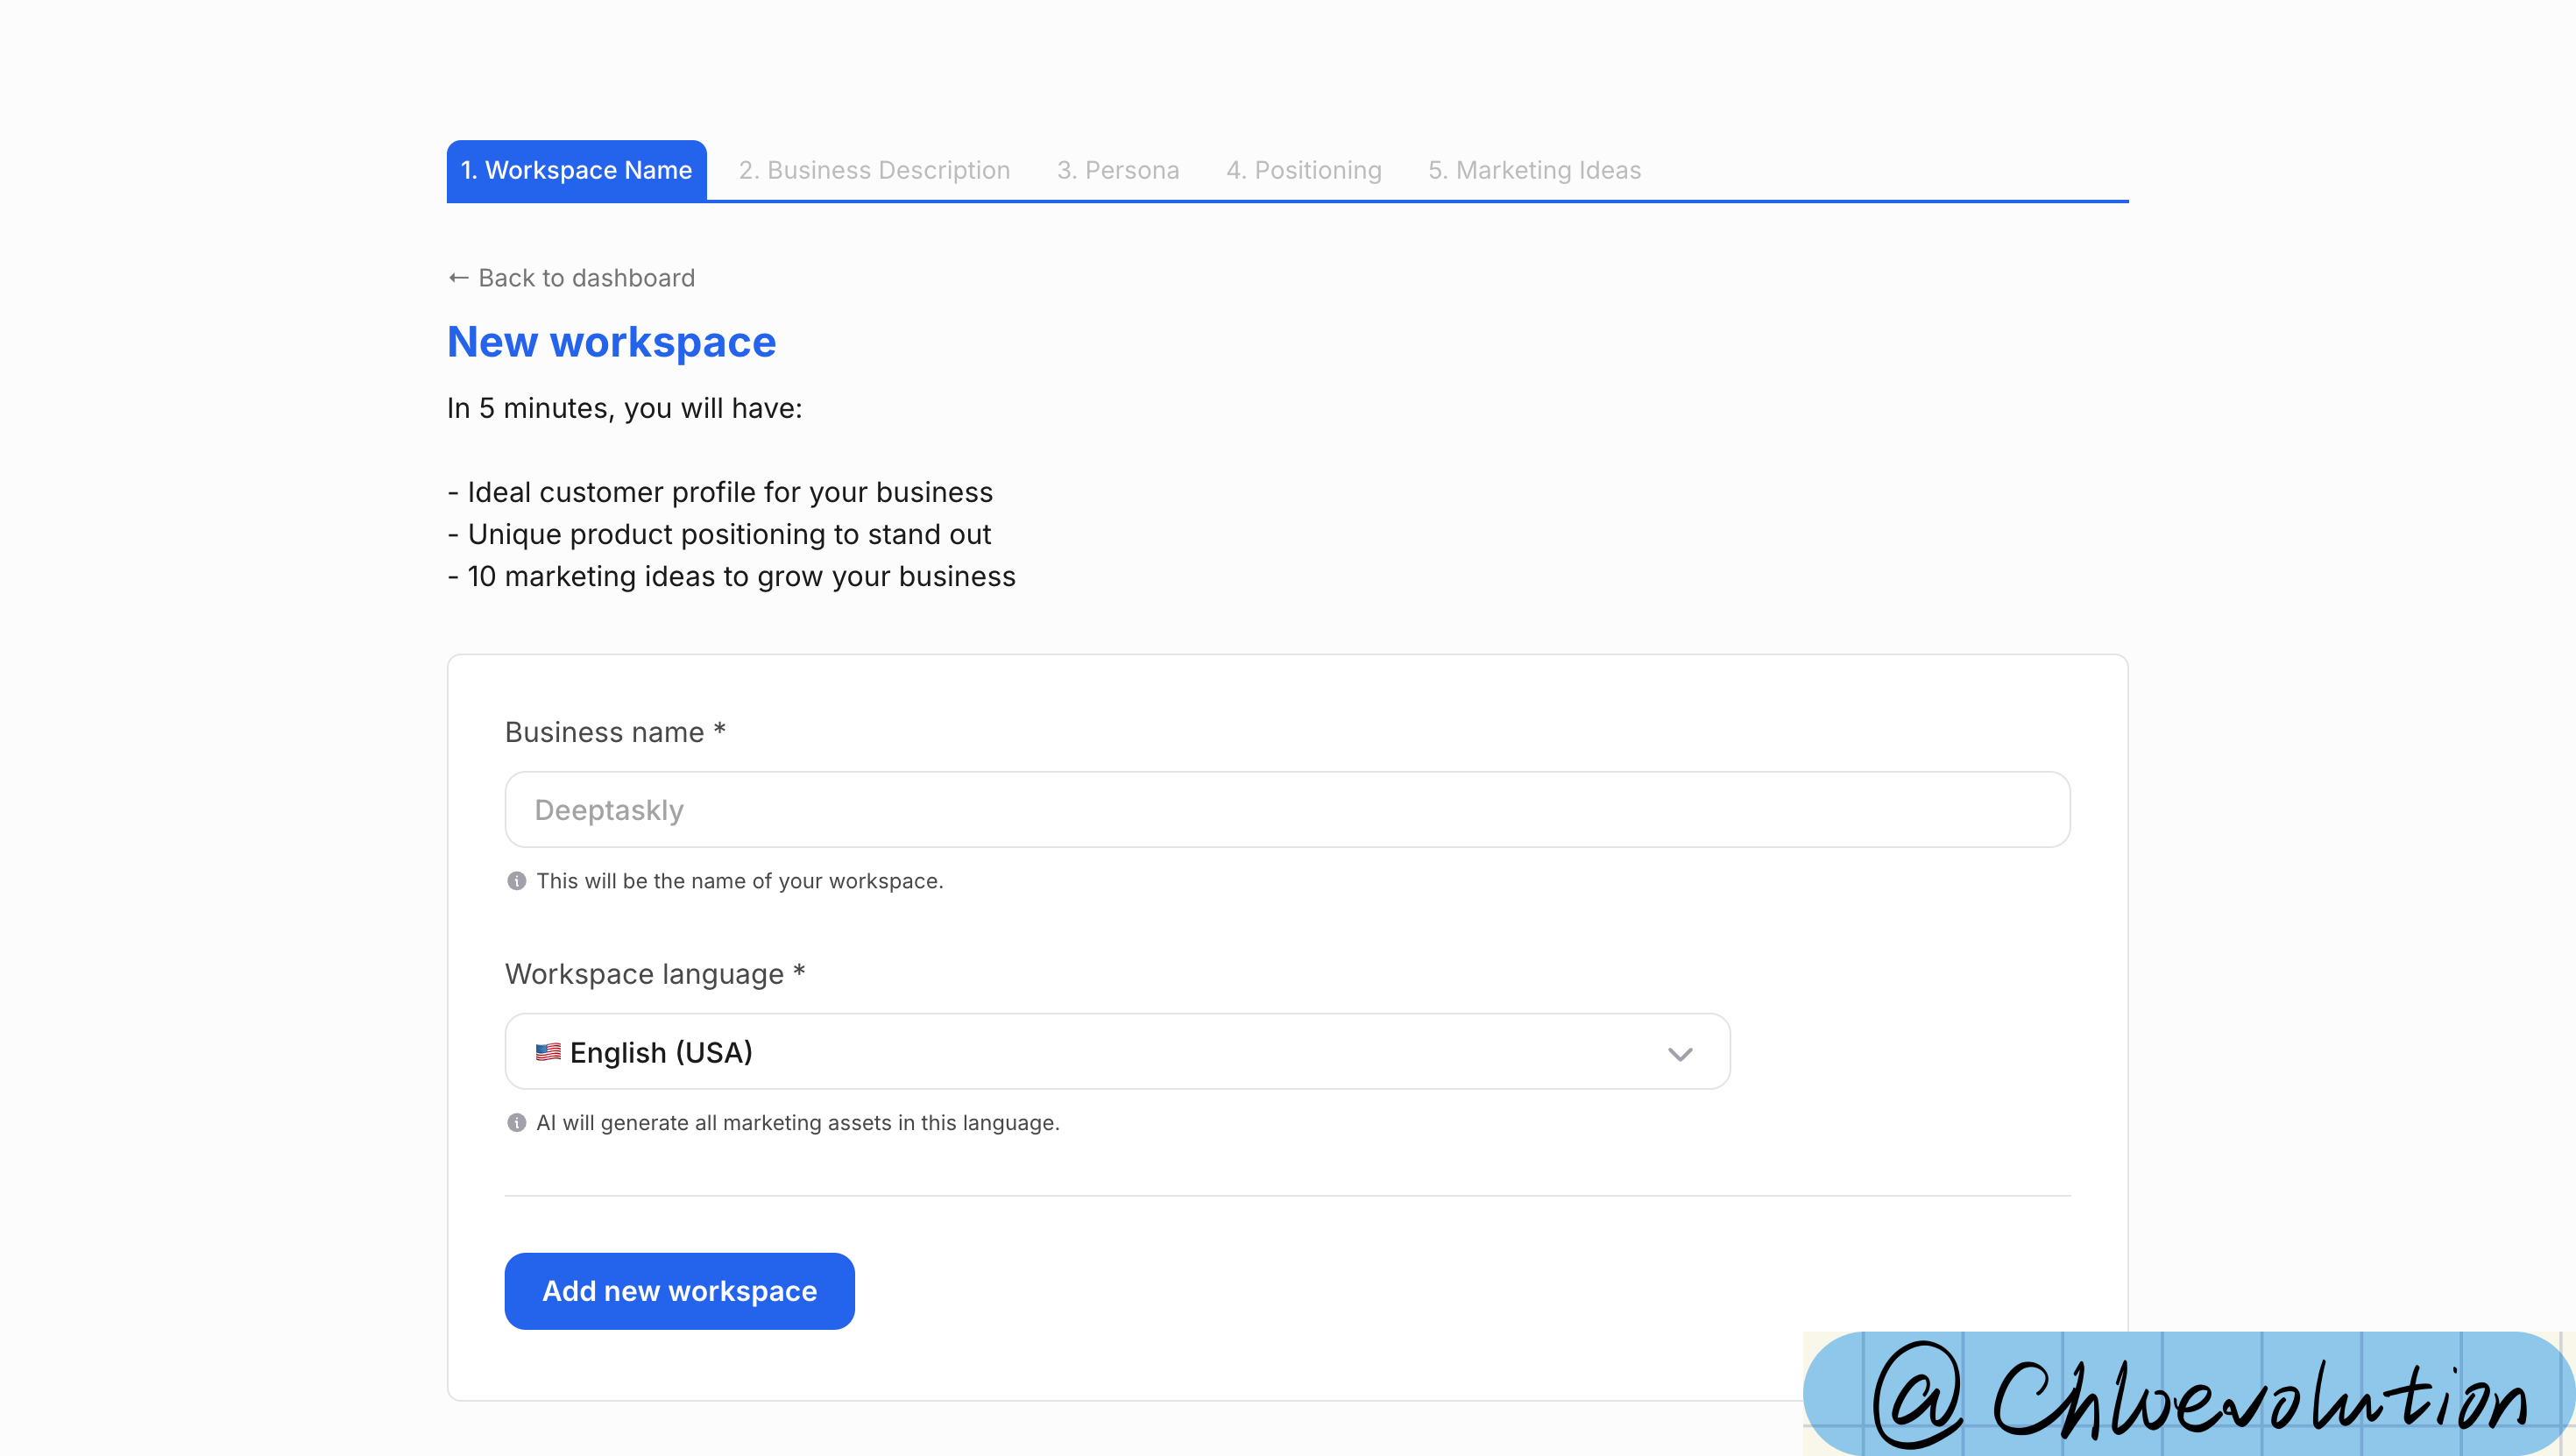 1. Workspace Name 2. Business Description 3. Persona 4. Positioning 5. Marketing Ideas
← Back to dashboard
New workspace
In 5 minutes, you will have:
- Ideal customer profile for your business
- Unique product positioning to stand out
- 10 marketing ideas to grow your business
Business name *
Deeptaskly
This will be the name of your workspace.
Workspace language *
🇺🇸 English (USA)
AI will generate all marketing assets in this language.
Add new workspace
@Chloevolution